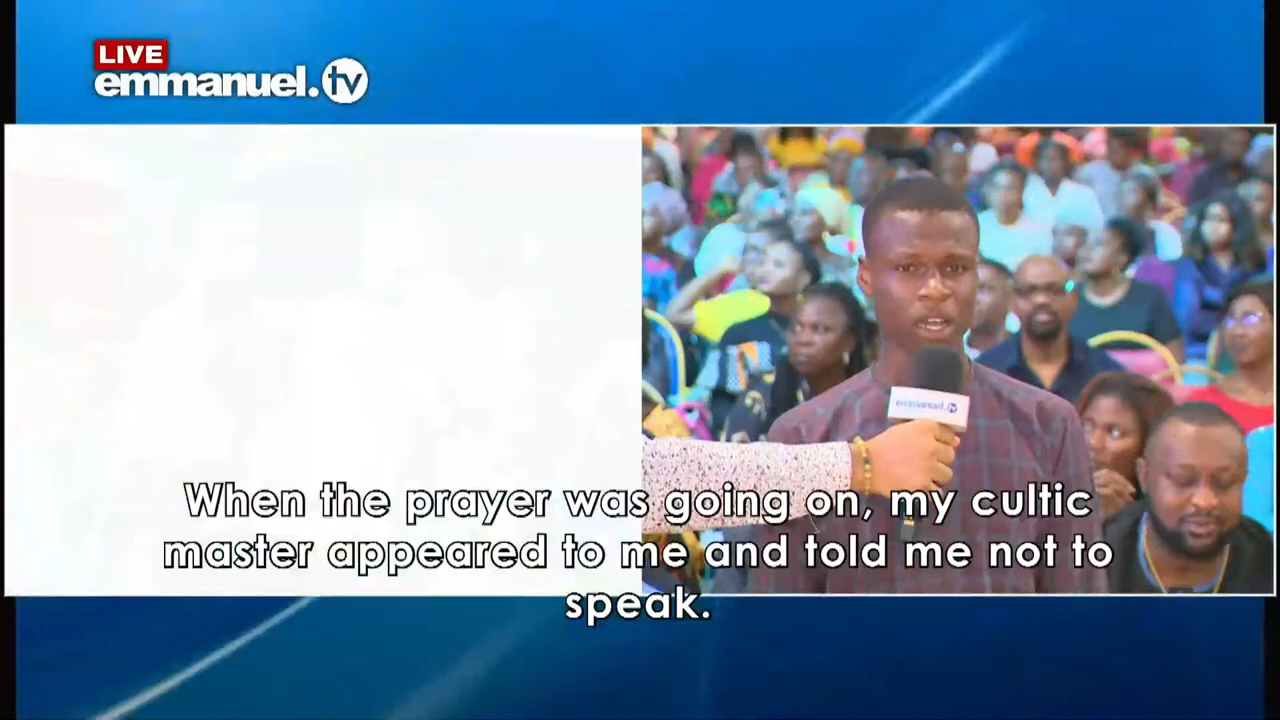 LIVE
emmanuel.tv
emmanuel.tv
When the prayer was going on, my cultic
master appeared to me and told me not to
speak.